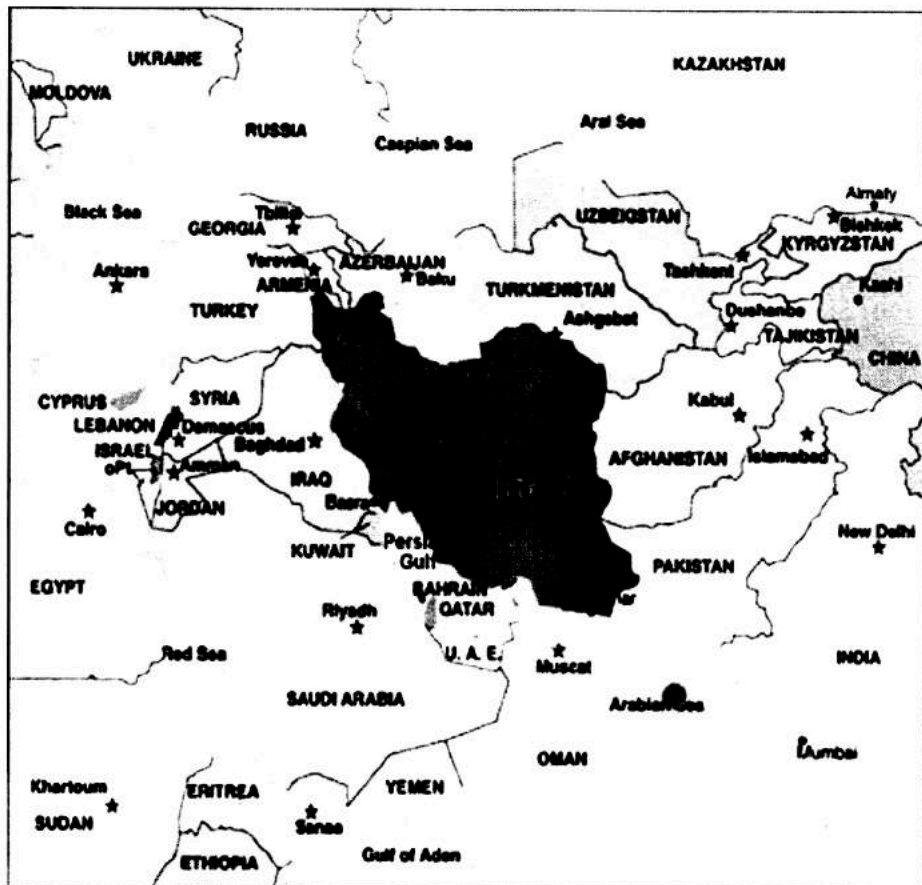 UKRAINE
KAZAKHSTAN
MOLDOVA
RUSSIA
Aral Sea
Caspian Sea
Almaty
Black Sea
Tbilisi
GEORGIA
UZBEKISTAN
Bishkek
KYRGYZSTAN
Yerevan
AZERBAIJAN
Ankara
ARMENIA
Baku
Tashkent
TURKMENISTAN
Kashi
TURKEY
Ashgabat
Dushanbe
TAJIKISTAN
CHINA
CYPRUS
SYRIA
LEBANON
Damascus
Baghdad
Kabul
ISRAEL
oPt
Amman
IRAQ
AFGHANISTAN
Islamabad
JORDAN
Basra
Cairo
KUWAIT
Gulf
New Delhi
PAKISTAN
EGYPT
BAHRAIN
QATAR
Riyadh
Red Sea
U. A. E.
Muscat
INDIA
SAUDI ARABIA
Arabian Sea
OMAN
Mumbai
Khartoum
ERITREA
YEMEN
SUDAN
Sanaa
ETHIOPIA
Gulf of Aden